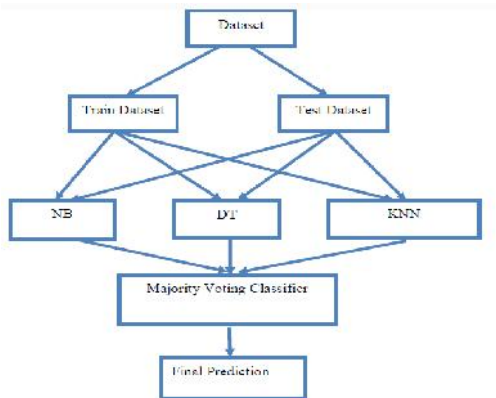 Dataset
Train Dataset
Test Dataset
NB
DT
KNN
Majority Voting Classifier
Final Prediction